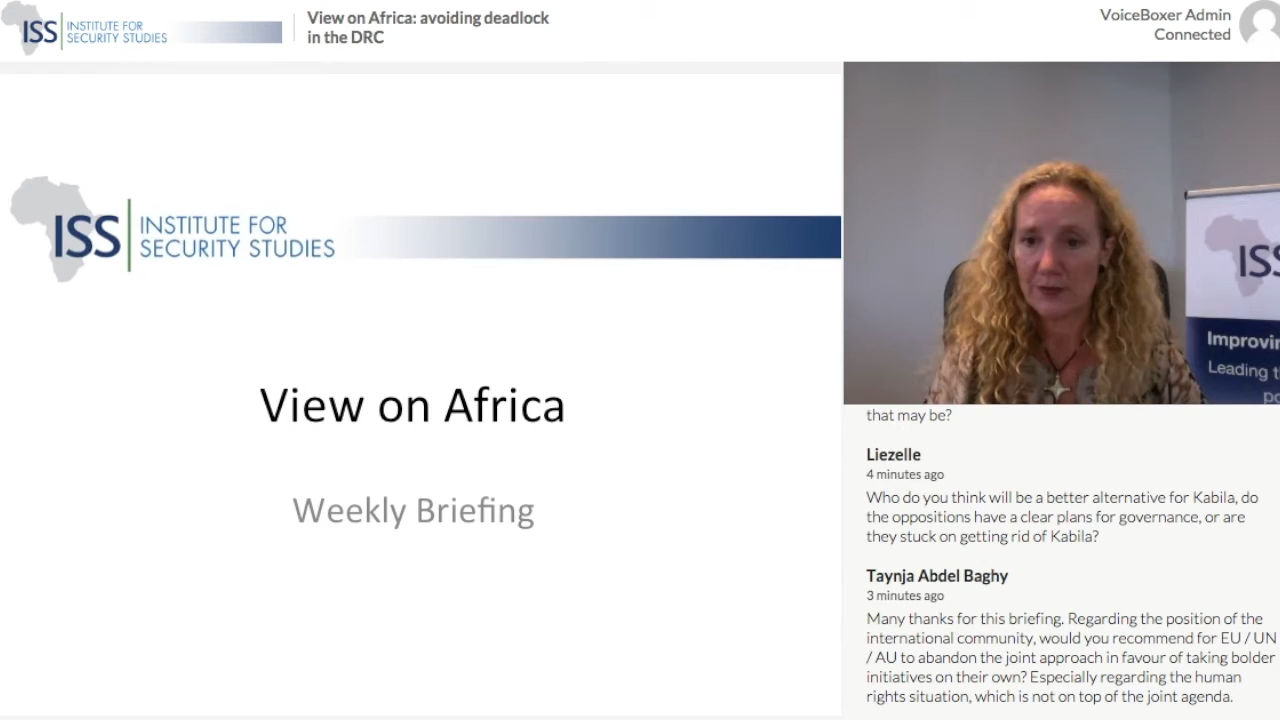 ISS
INSTITUTE FOR
SECURITY STUDIES
View on Africa: avoiding deadlock
in the DRC
VoiceBoxer Admin
Connected
ISS
INSTITUTE FOR
SECURITY STUDIES
View on Africa
Weekly Briefing
ISS
Leading
that may be?
Liezelle
4 minutes ago
Who do you think will be a better alternative for Kabila, do
the oppositions have a clear plans for governance, or are
they stuck on getting rid of Kabila?
Taynja Abdel Baghy
3 minutes ago
Many thanks for this briefing. Regarding the position of the
international community, would you recommend for EU / UN
/ AU to abandon the joint approach in favour of taking bolder
initiatives on their own? Especially regarding the human
rights situation, which is not on top of the joint agenda.